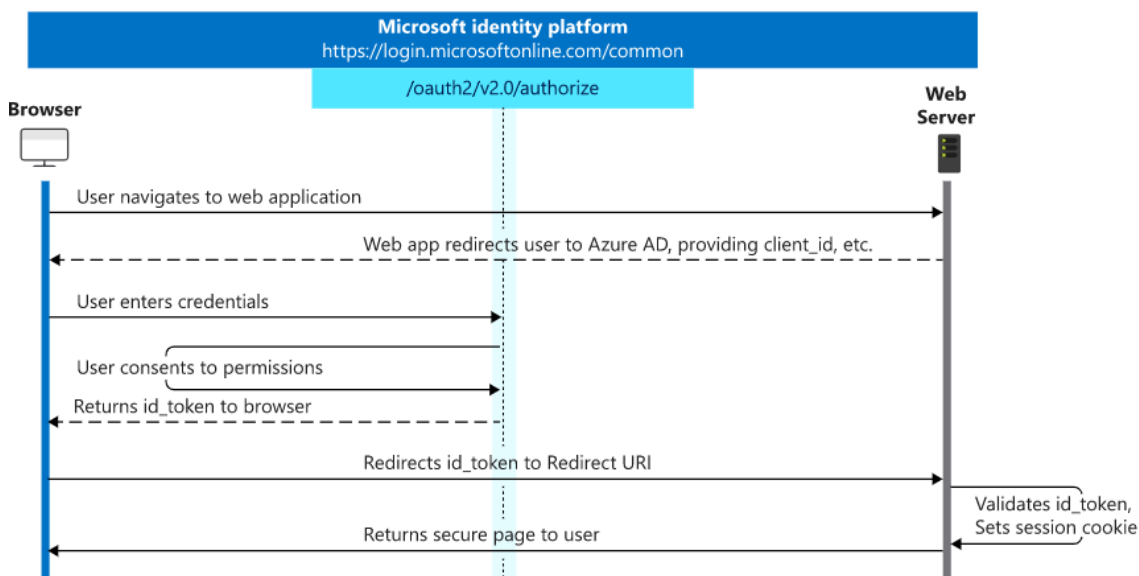 Microsoft identity platform
https://login.microsoftonline.com/common
/oauth2/v2.0/authorize
Browser
Web
Server
User navigates to web application
Web app redirects user to Azure AD, providing client_id, etc.
User enters credentials
User consents to permissions
Returns id_token to browser
Redirects id_token to Redirect URI
Validates id_token,
Sets session cookie
Returns secure page to user